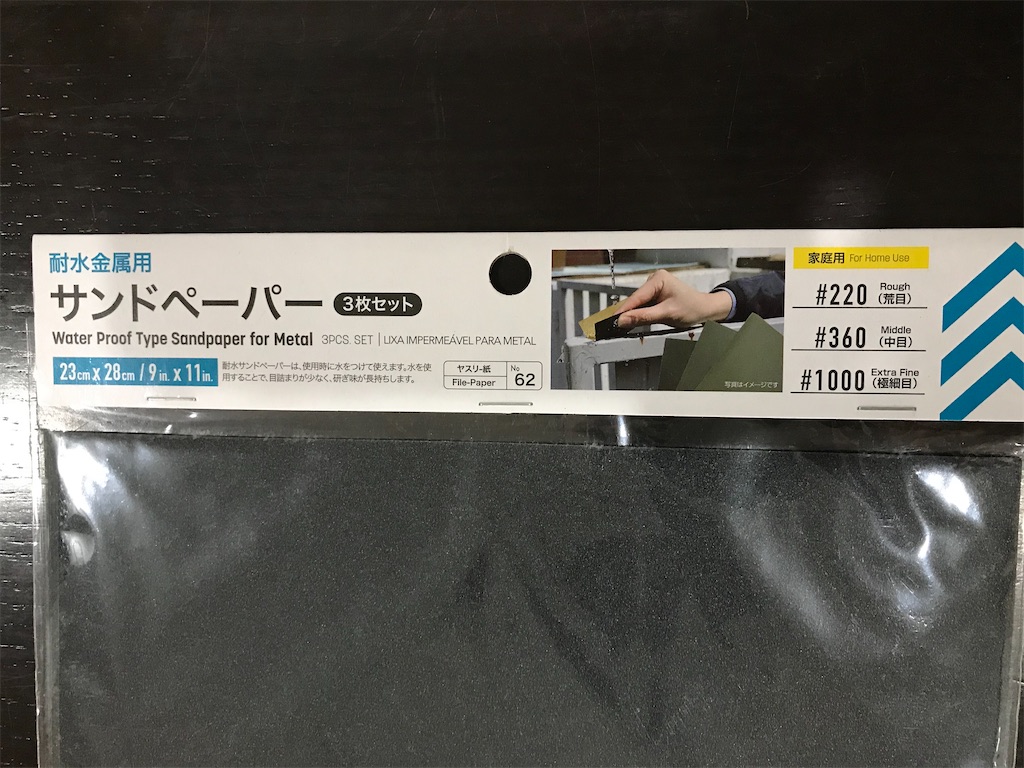 耐水金属用
サンドペーパー 3枚セット
Water Proof Type Sandpaper for Metal 3PCS. SET | LIXA IMPERMEÁVEL PARA METAL
23cm x 28cm / 9in. x 11in.
耐水サンドペーパーは、使用時に水をつけて使えます。水を使
用することで、目詰まりが少なく、研ぎ味が長持ちします。
ヤスリー紙
File-Paper
No
62
写真はイメージです
家庭用 For Home Use
#220 Rough (荒目)
#360 Middle (中目)
#1000 Extra Fine (極細目)